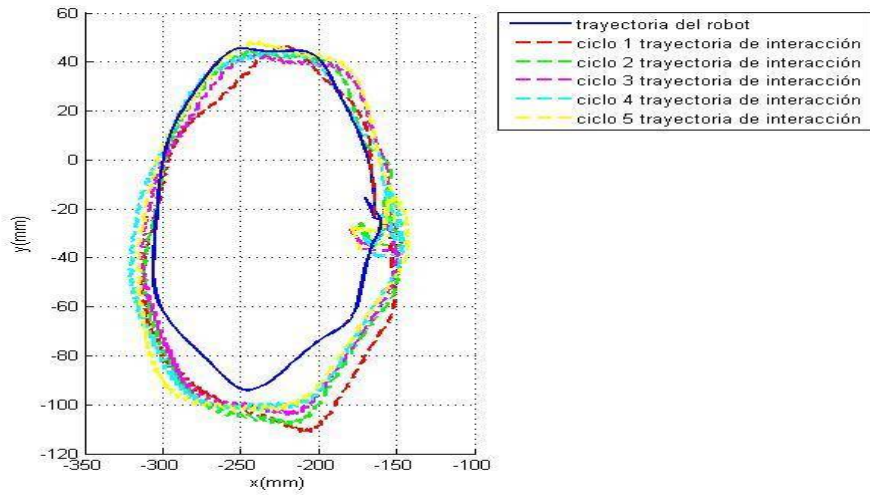 60
40
20
0
-20
-40
-60
-80
-100
-120
y(mm)
-350 -300 -250 -200 -150 -100
x(mm)
trayectoria del robot
ciclo 1 trayectoria de interacción
ciclo 2 trayectoria de interacción
ciclo 3 trayectoria de interacción
ciclo 4 trayectoria de interacción
ciclo 5 trayectoria de interacción